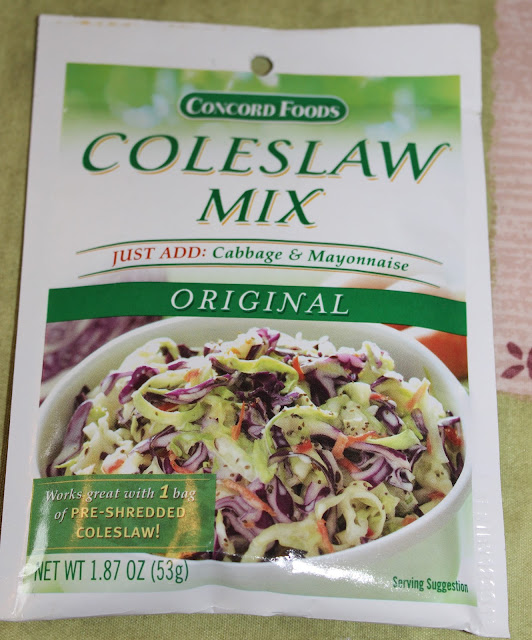 CONCORD FOODS
COLESLAW
MIX
JUST ADD: Cabbage & Mayonnaise
ORIGINAL
Works great with 1 bag
of PRE-SHREDDED
COLESLAW!
NET WT 1.87 OZ (53g)
Serving Suggestion